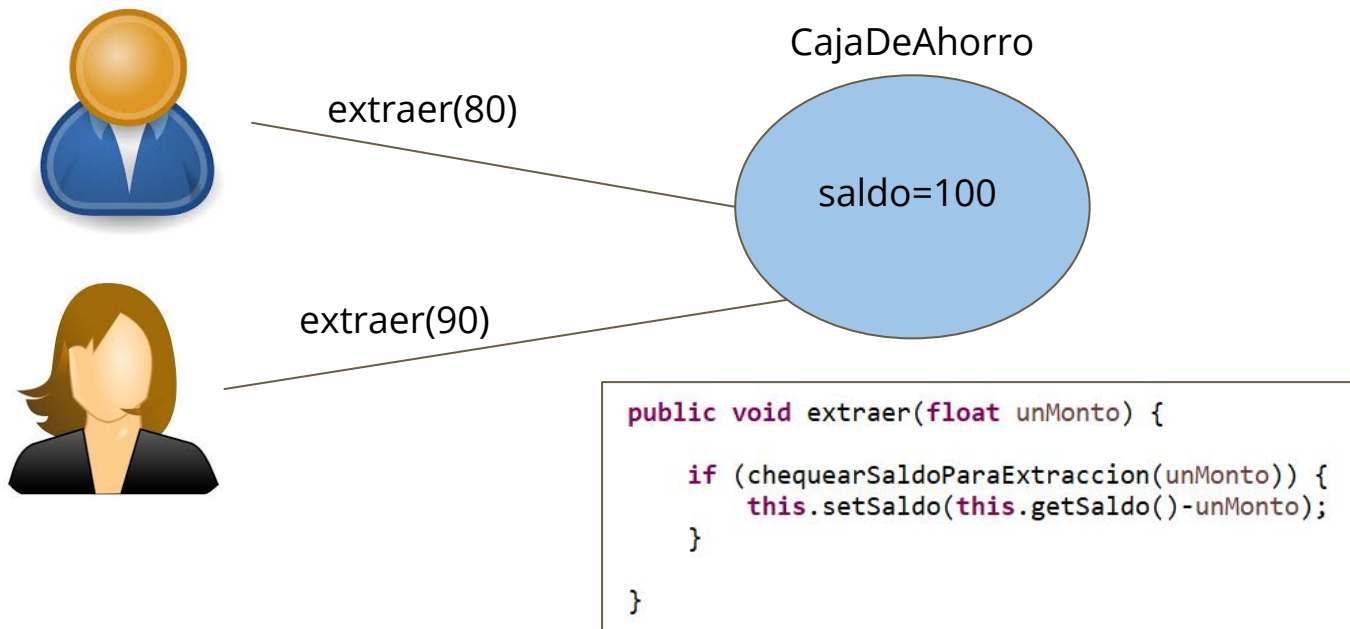 CajaDeAhorro
extraer(80)
saldo=100
extraer(90)
public void extraer(float unMonto) {
if (chequearSaldoParaExtraccion(unMonto)) {
this.setSaldo(this.getSaldo()-unMonto);
}
}